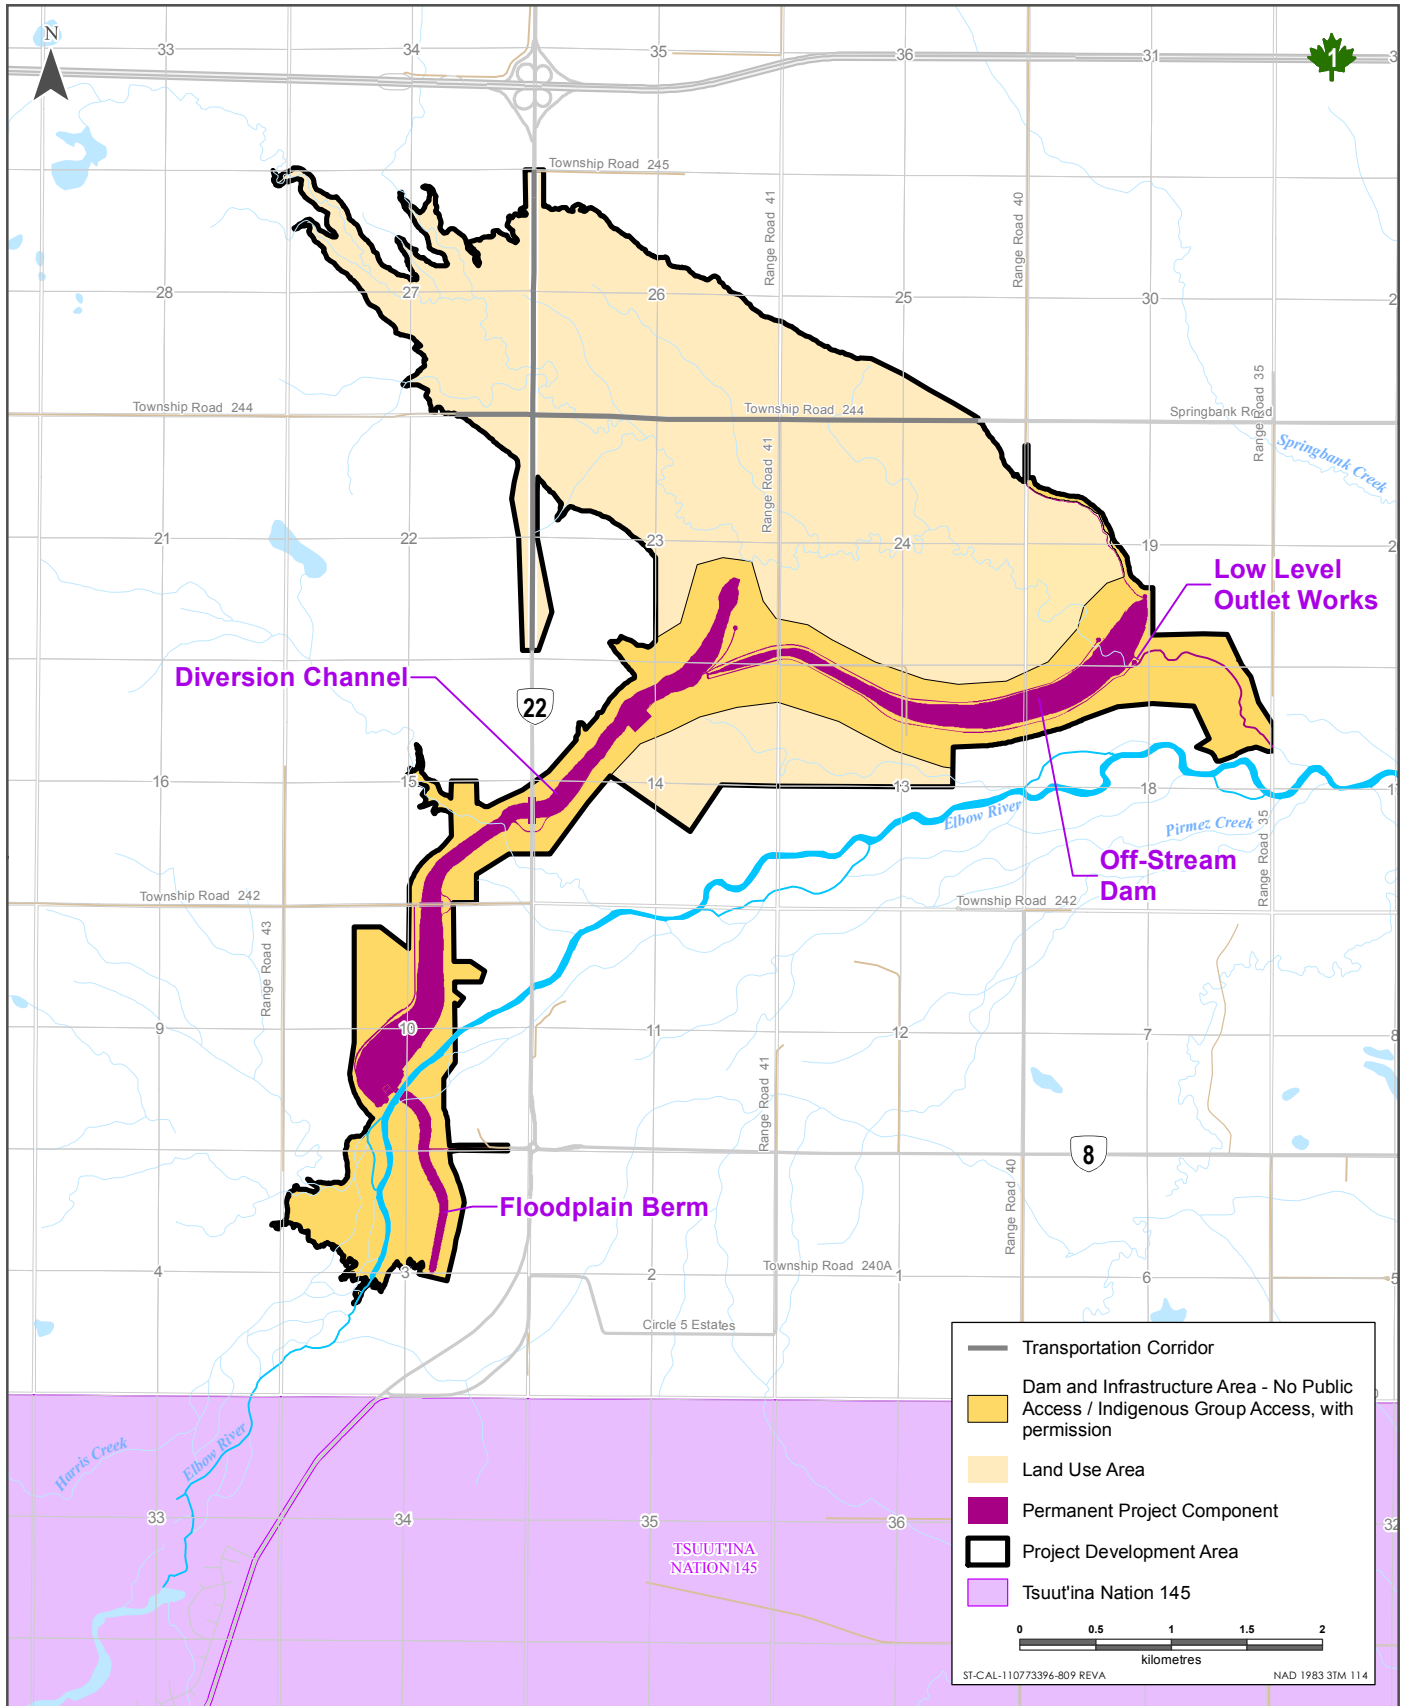 N
33
34
35
36
31
3
1
Township Road 245
Range Road 41
Range Road 40
28
27
26
25
30
2
Township Road 244
Township Road 244
Springbank Road
Range Road 35
Range Road 41
Springbank Creek
21
22
23
24
19
2
Low Level
Outlet Works
Diversion Channel
22
16
15
14
13
18
1
Elbow River
Pirmez Creek
Range Road 35
Off-Stream
Dam
Township Road 242
Township Road 242
Range Road 43
9
10
11
12
7
8
Range Road 41
8
Range Road 40
Floodplain Berm
4
3
2
Township Road 240A
1
6
5
Circle 5 Estates
Harris Creek
Elbow River
33
34
35
36
32
TSUUT'INA
NATION 145
Transportation Corridor
Dam and Infrastructure Area - No Public
Access / Indigenous Group Access, with
permission
Land Use Area
Permanent Project Component
Project Development Area
Tsuut'ina Nation 145
0 0.5 1 1.5 2
kilometres
ST-CAL-110773396-809 REVA
NAD 1983 3TM 114